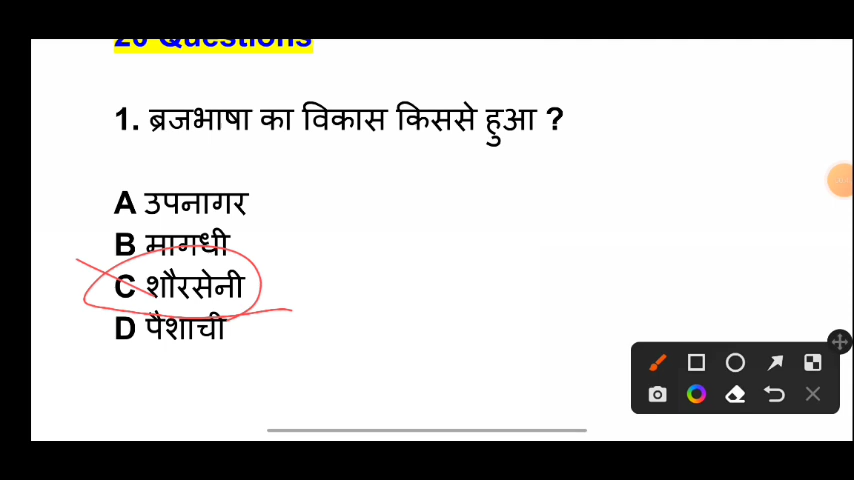 20 Questions
1. ब्रजभाषा का विकास किससे हुआ ?
A उपनागर
B मागधी
C शौरसेनी
D पैशाची